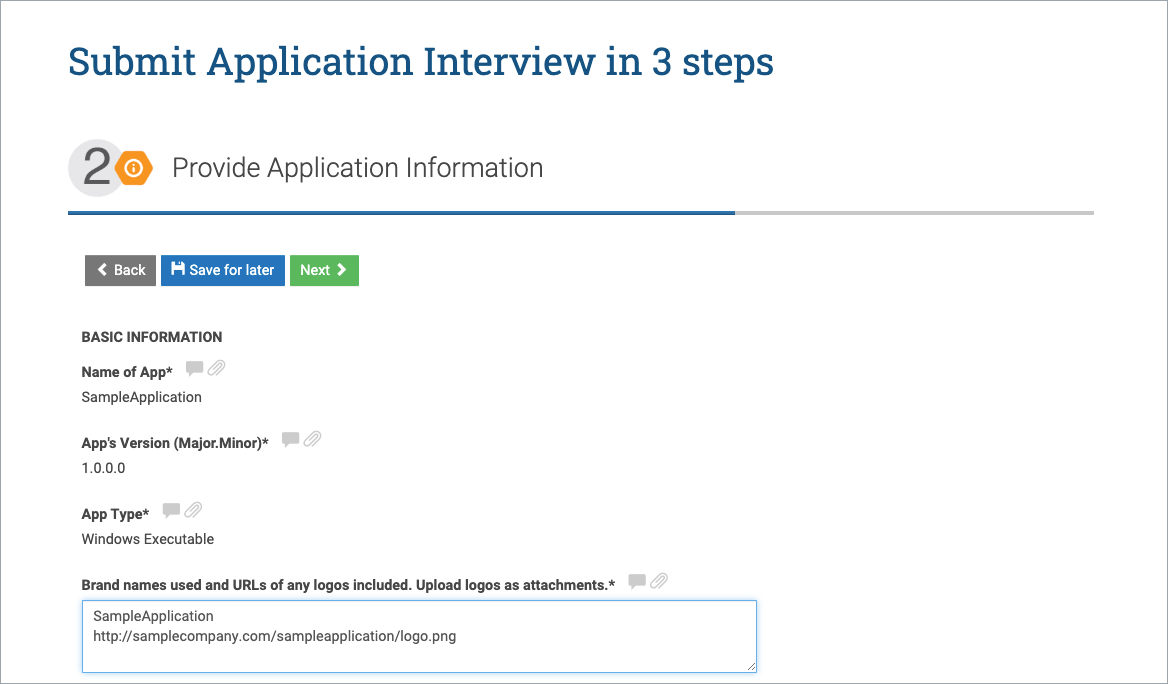 Submit Application Interview in 3 steps
2 Provide Application Information
Back Save for later Next
BASIC INFORMATION
Name of App*
SampleApplication
App's Version (Major.Minor)*
1.0.0.0
App Type*
Windows Executable
Brand names used and URLs of any logos included. Upload logos as attachments.*
SampleApplication
http://samplecompany.com/sampleapplication/logo.png